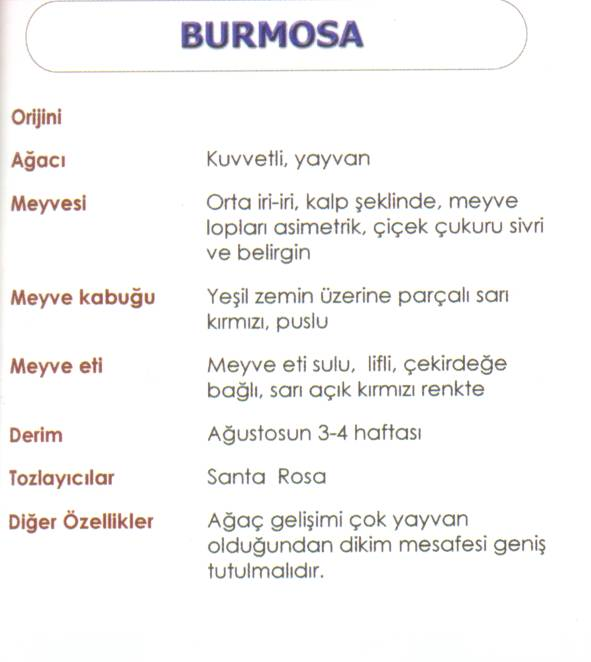 BURMOSA
Orijini
Ağacı Kuvvetli, yayvan
Meyvesi Orta iri-iri, kalp şeklinde, meyve
lopları asimetrik, çiçek çukuru sivri
ve belirgin
Meyve kabuğu Yeşil zemin üzerine parçalı sarı
kırmızı, puslu
Meyve eti Meyve eti sulu, lifli, çekirdeğe
bağlı, sarı açık kırmızı renkte
Derim Ağustosun 3-4 haftası
Tozlayıcılar Santa Rosa
Diğer Özellikler Ağaç gelişimi çok yayvan
olduğundan dikim mesafesi geniş
tutulmalıdır.